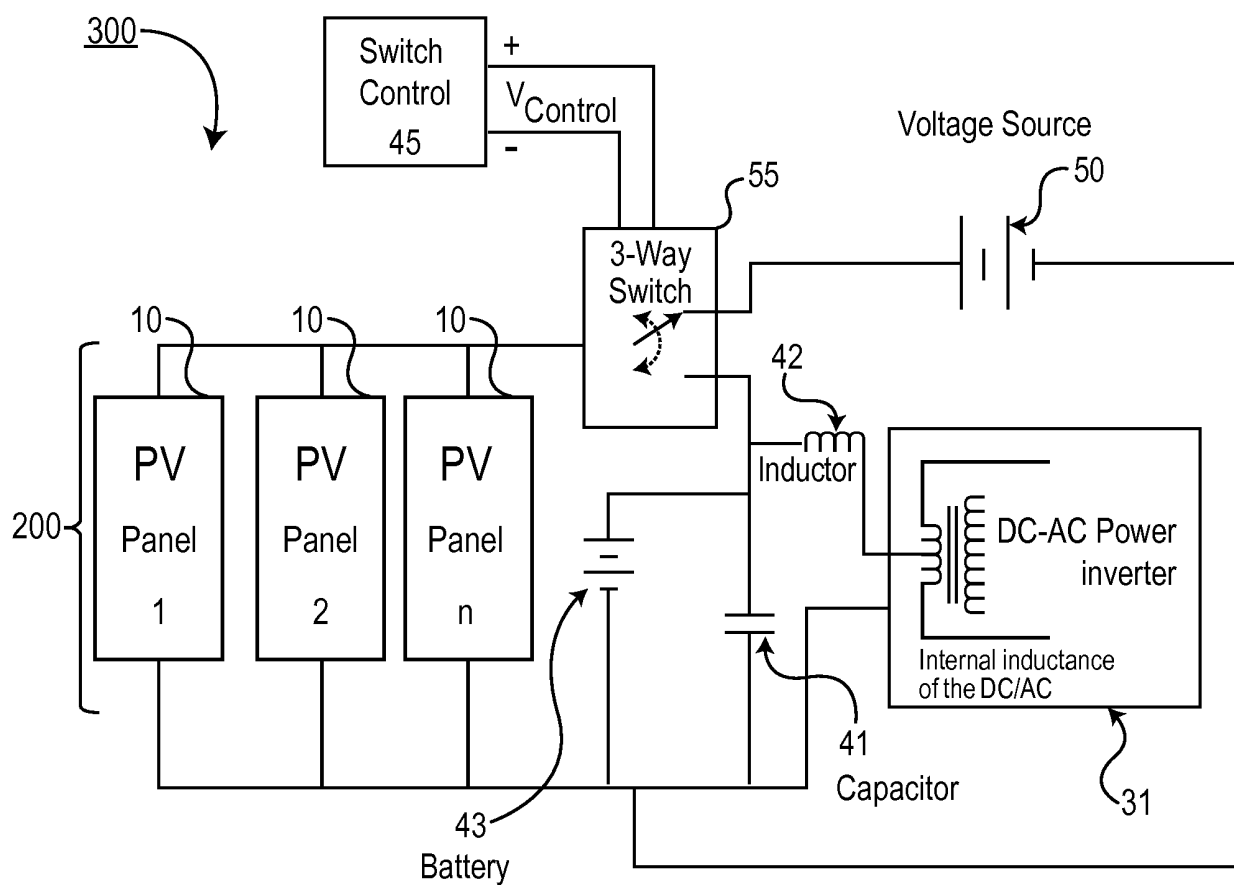 300
Switch
Control
45
+
VControl
-
Voltage Source
50
55
3-Way
Switch
10
10
10
42
Inductor
200
PV
Panel
1
PV
Panel
2
PV
Panel
n
DC-AC Power
inverter
Internal inductance
of the DC/AC
41
Capacitor
31
43
Battery